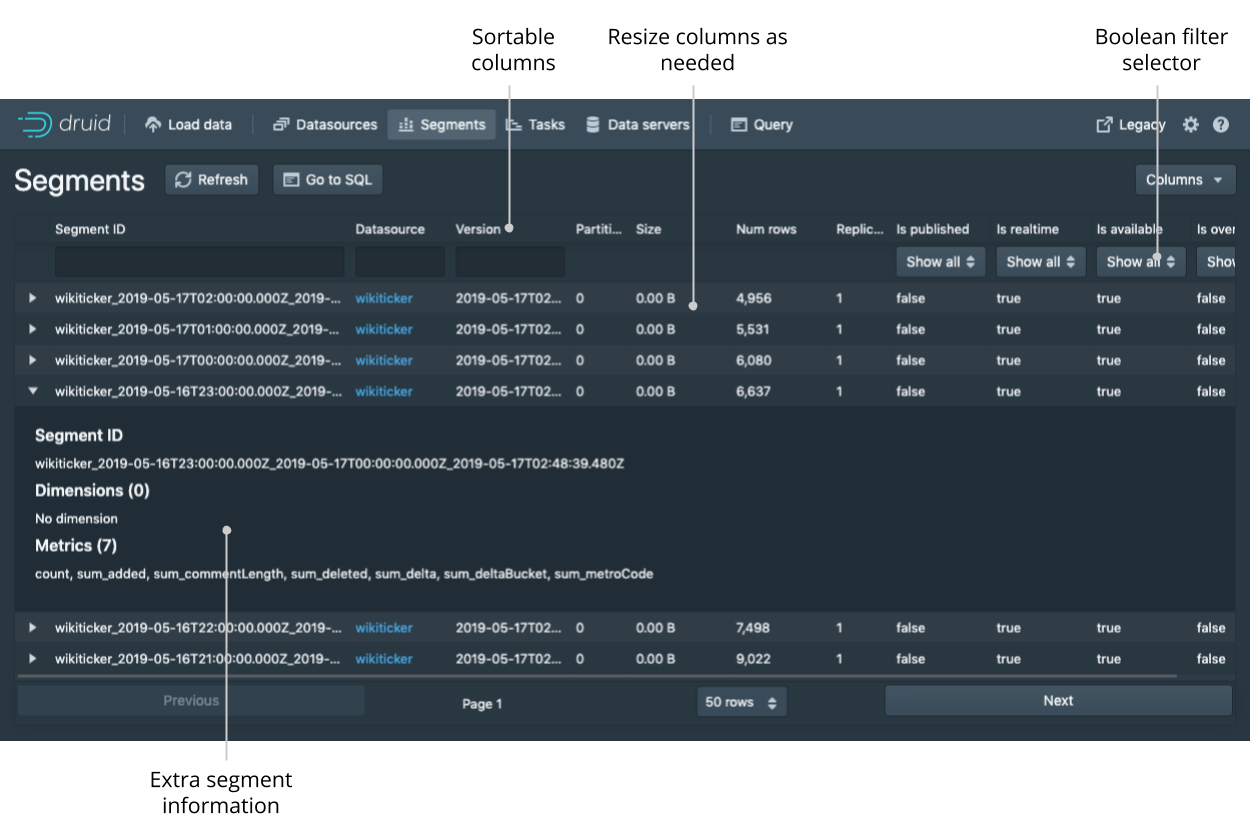 Sortable columns
Resize columns as needed
Boolean filter selector
druid Load data Datasources Segments Tasks Data servers Query Legacy
Segments Refresh Go to SQL Columns
Segment ID Datasource Version Partiti... Size Num rows Replic... Is published Is realtime Is available Is over
Show all Show all Show all Show
wikiticker_2019-05-17T02:00:00.000Z_2019-... wikiticker 2019-05-17T02... 0 0.00 B 4,956 1 false true true false
wikiticker_2019-05-17T01:00:00.000Z_2019-... wikiticker 2019-05-17T02... 0 0.00 B 5,531 1 false true true false
wikiticker_2019-05-17T00:00:00.000Z_2019-... wikiticker 2019-05-17T02... 0 0.00 B 6,080 1 false true true false
wikiticker_2019-05-16T23:00:00.000Z_2019-... wikiticker 2019-05-17T02... 0 0.00 B 6,637 1 false true true false
Segment ID
wikiticker_2019-05-16T23:00:00.000Z_2019-05-17T00:00:00.000Z_2019-05-17T02:48:39.480Z
Dimensions (0)
No dimension
Metrics (7)
count, sum_added, sum_commentLength, sum_deleted, sum_delta, sum_deltaBucket, sum_metroCode
wikiticker_2019-05-16T22:00:00.000Z_2019-... wikiticker 2019-05-17T02... 0 0.00 B 7,498 1 false true true false
wikiticker_2019-05-16T21:00:00.000Z_2019-... wikiticker 2019-05-17T02... 0 0.00 B 9,022 1 false true true false
Previous Page 1 50 rows Next
Extra segment
information